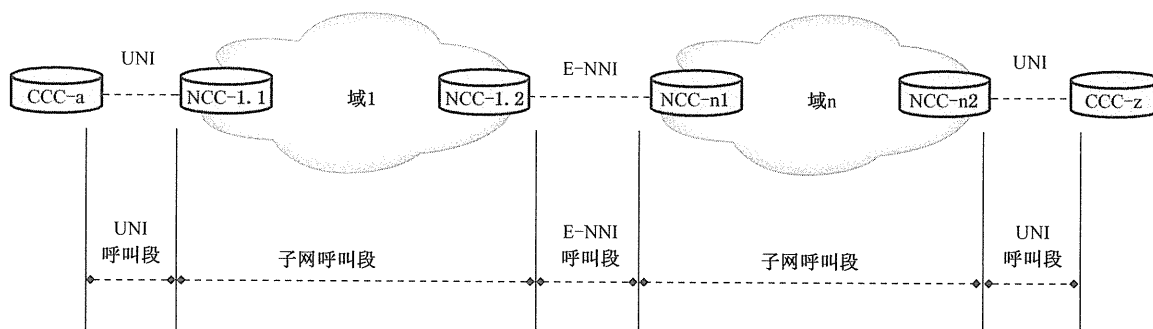 UNI
E-NNI
UNI
CCC-a
NCC-1.1
域1
NCC-1.2
NCC-n1
域n
NCC-n2
CCC-z
UNI
呼叫段
子网呼叫段
E-NNI
呼叫段
子网呼叫段
UNI
呼叫段